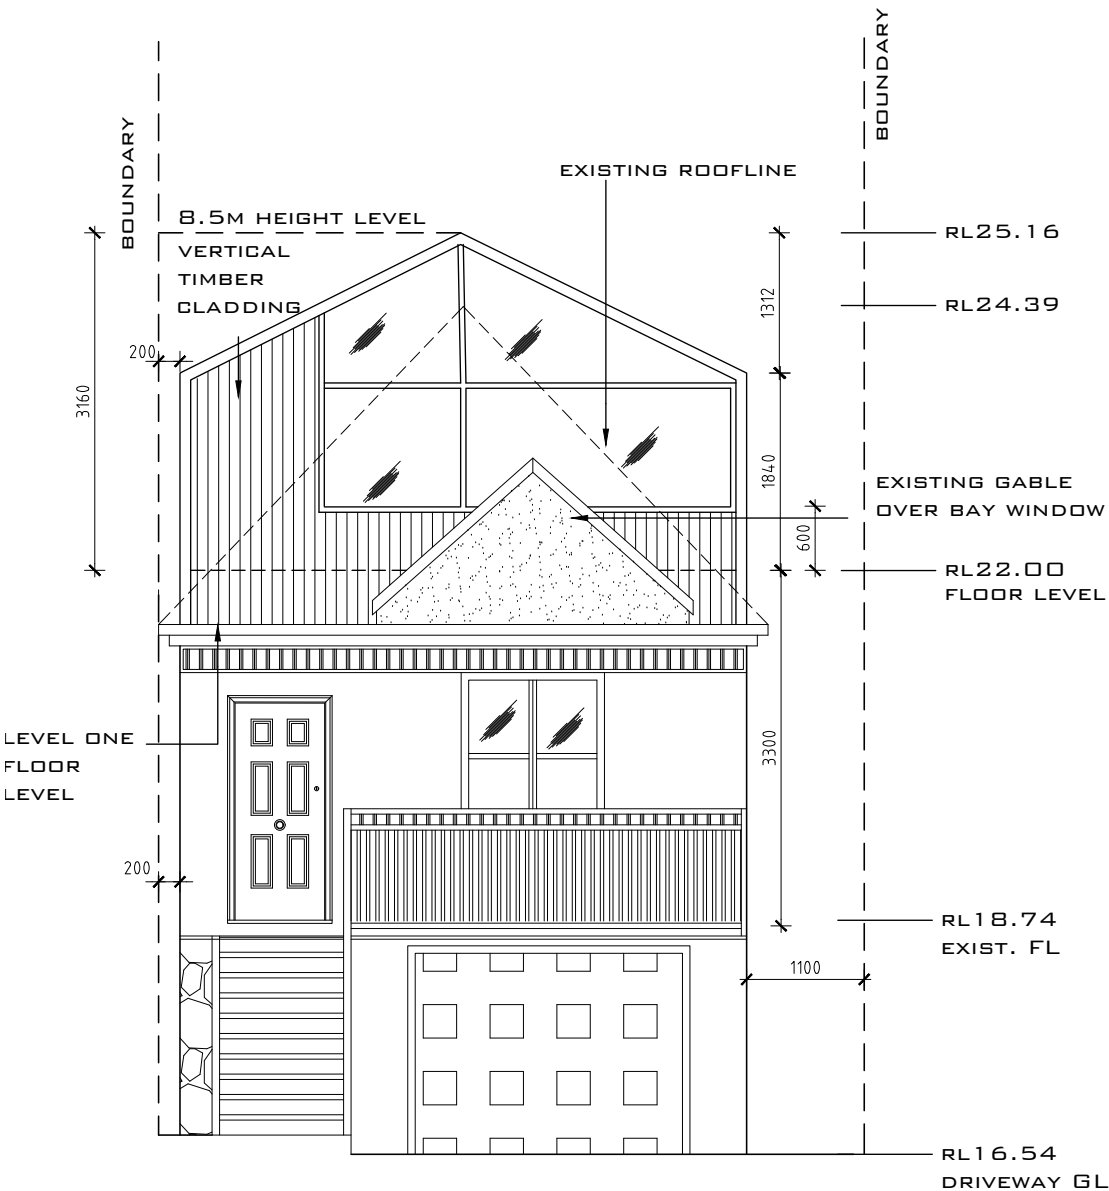 BOUNDARY
BOUNDARY
EXISTING ROOFLINE
8.5M HEIGHT LEVEL
RL25.16
VERTICAL
TIMBER
CLADDING
1312
RL24.39
200
3160
1840
EXISTING GABLE
OVER BAY WINDOW
600
RL22.00
FLOOR LEVEL
LEVEL ONE
FLOOR
LEVEL
3300
200
RL18.74
EXIST. FL
1100
RL16.54
DRIVEWAY GL